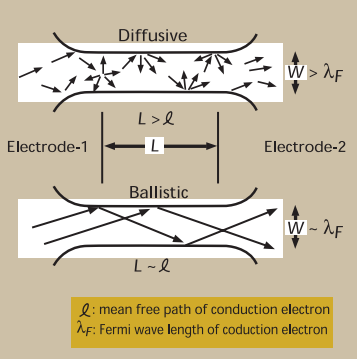 Diffusive
W > λF
L > ℓ
Electrode-1
L
Electrode-2
Ballistic
W ~ λF
L ~ ℓ
ℓ: mean free path of conduction electron
λF: Fermi wave length of coduction electron